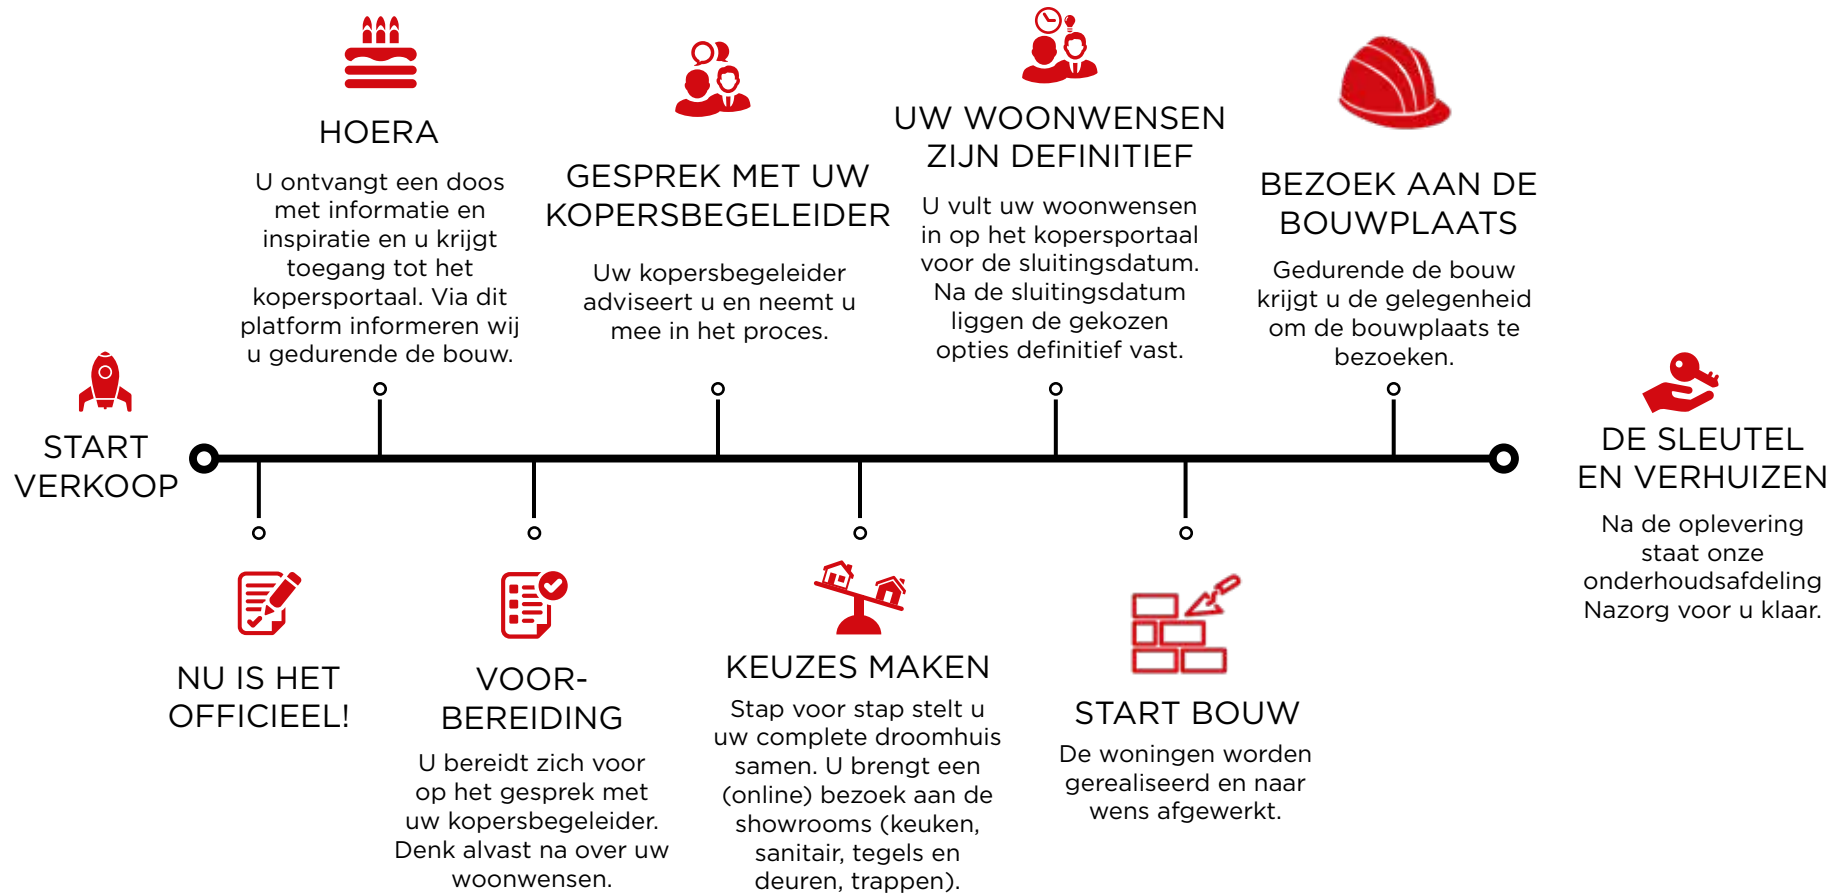 START
VERKOOP
NU IS HET
OFFICIEEL!
HOERA
U ontvangt een doos
met informatie en
inspiratie en u krijgt
toegang tot het
kopersportaal. Via dit
platform informeren wij
u gedurende de bouw.
VOOR-
BEREIDING
U bereidt zich voor
op het gesprek met
uw kopersbegeleider.
Denk alvast na over uw
woonwensen.
GESPREK MET UW
KOPERSBEGELEIDER
Uw kopersbegeleider
adviseert u en neemt u
mee in het proces.
KEUZES MAKEN
Stap voor stap stelt u
uw complete droomhuis
samen. U brengt een
(online) bezoek aan de
showrooms (keuken,
sanitair, tegels en
deuren, trappen).
UW WOONWENSEN
ZIJN DEFINITIEF
U vult uw woonwensen
in op het kopersportaal
voor de sluitingsdatum.
Na de sluitingsdatum
liggen de gekozen
opties definitief vast.
START BOUW
De woningen worden
gerealiseerd en naar
wens afgewerkt.
BEZOEK AAN DE
BOUWPLAATS
Gedurende de bouw
krijgt u de gelegenheid
om de bouwplaats te
bezoeken.
DE SLEUTEL
EN VERHUIZEN
Na de oplevering
staat onze
onderhoudsafdeling
Nazorg voor u klaar.